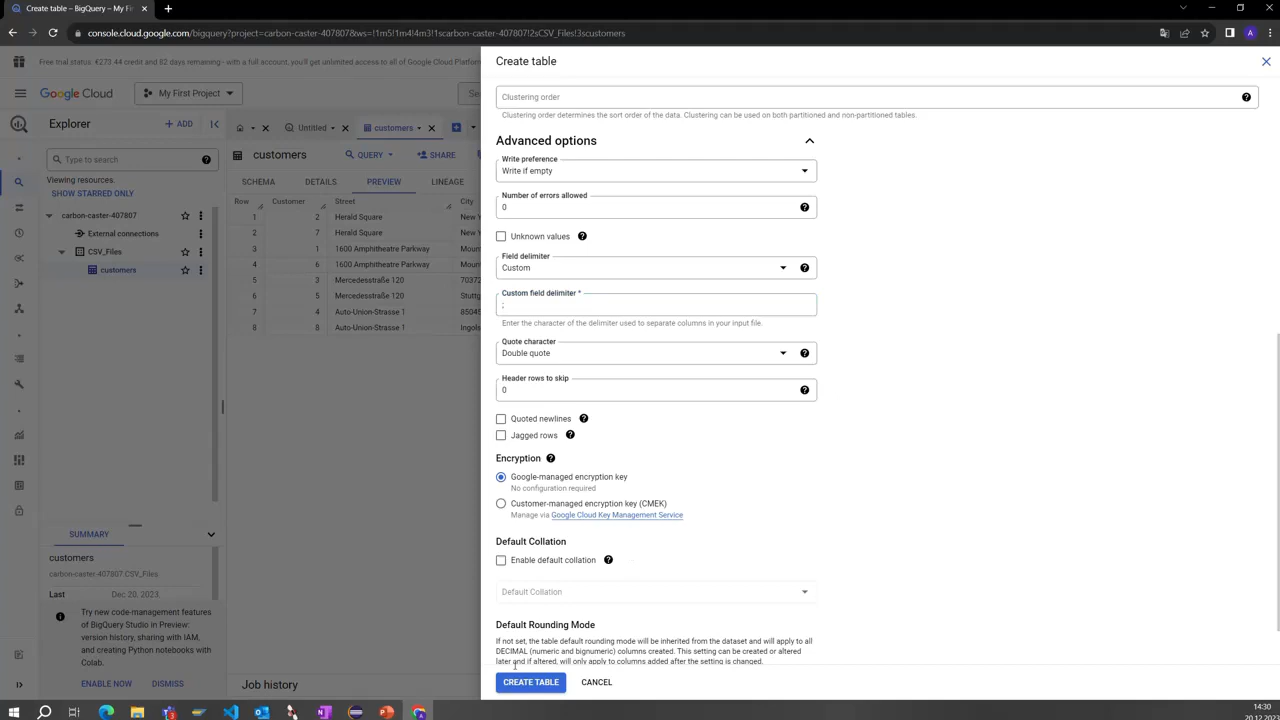 Create table – BigQuery – My Fi
console.cloud.google.com/bigquery?project=carbon-caster-407807&ws=!1m5!1m4!4m3!1scarbon-caster-407807!2sCSV_Files!3scustomers
A
Free trial status: €273.44 credit and 82 days remaining - with a full account, you'll get unlimited access to all of Google Cloud Platfor
Google Cloud
My First Project
Sea
Explorer
+ ADD
Untitled
customers
Type to search
?
customers
QUERY
SHARE
Viewing resources.
SHOW STARRED ONLY
SCHEMA
DETAILS
PREVIEW
LINEAGE
Row
Customer
Street
City
carbon-caster-407807
External connections
CSV_Files
customers
1 2 Herald Square New Y
2 7 Herald Square New Y
3 1 1600 Amphitheatre Parkway Mount
4 6 1600 Amphitheatre Parkway Mount
5 3 Mercedesstraße 120 70372
6 5 Mercedesstraße 120 Stuttg
7 4 Auto-Union-Strasse 1 85045
8 8 Auto-Union-Strasse 1 Ingols
SUMMARY
customers
carbon-caster-407807.CSV_Files
Last
Dec 20, 2023,
Try new code-management features
of BigQuery Studio in Preview:
version history, sharing with IAM,
and creating Python notebooks with
Colab.
ENABLE NOW
DISMISS
Job history
Create table
Clustering order
?
Clustering order determines the sort order of the data. Clustering can be used on both partitioned and non-partitioned tables.
Advanced options
Write preference
Write if empty
Number of errors allowed
0
?
Unknown values
?
Field delimiter
Custom
?
Custom field delimiter *
;
Enter the character of the delimiter used to separate columns in your input file.
Quote character
Double quote
?
Header rows to skip
0
?
Quoted newlines
?
Jagged rows
?
Encryption
?
Google-managed encryption key
No configuration required
Customer-managed encryption key (CMEK)
Manage via Google Cloud Key Management Service
Default Collation
Enable default collation
?
Default Collation
Default Rounding Mode
If not set, the table default rounding mode will be inherited from the dataset and will apply to all
DECIMAL (numeric and bignumeric) columns created. This setting can be created or altered
later and if altered, will only apply to columns added after the setting is changed.
CREATE TABLE
CANCEL
14:30
20.12.2023